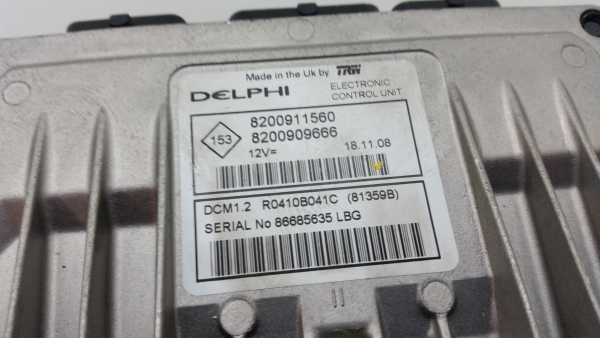 Made in the Uk by TRW
DELPHI ELECTRONIC CONTROL UNIT
153
8200911560
8200909666
12V= 18.11.08
DCM1.2 R0410B041C (81359B)
SERIAL No 86685635 LBG